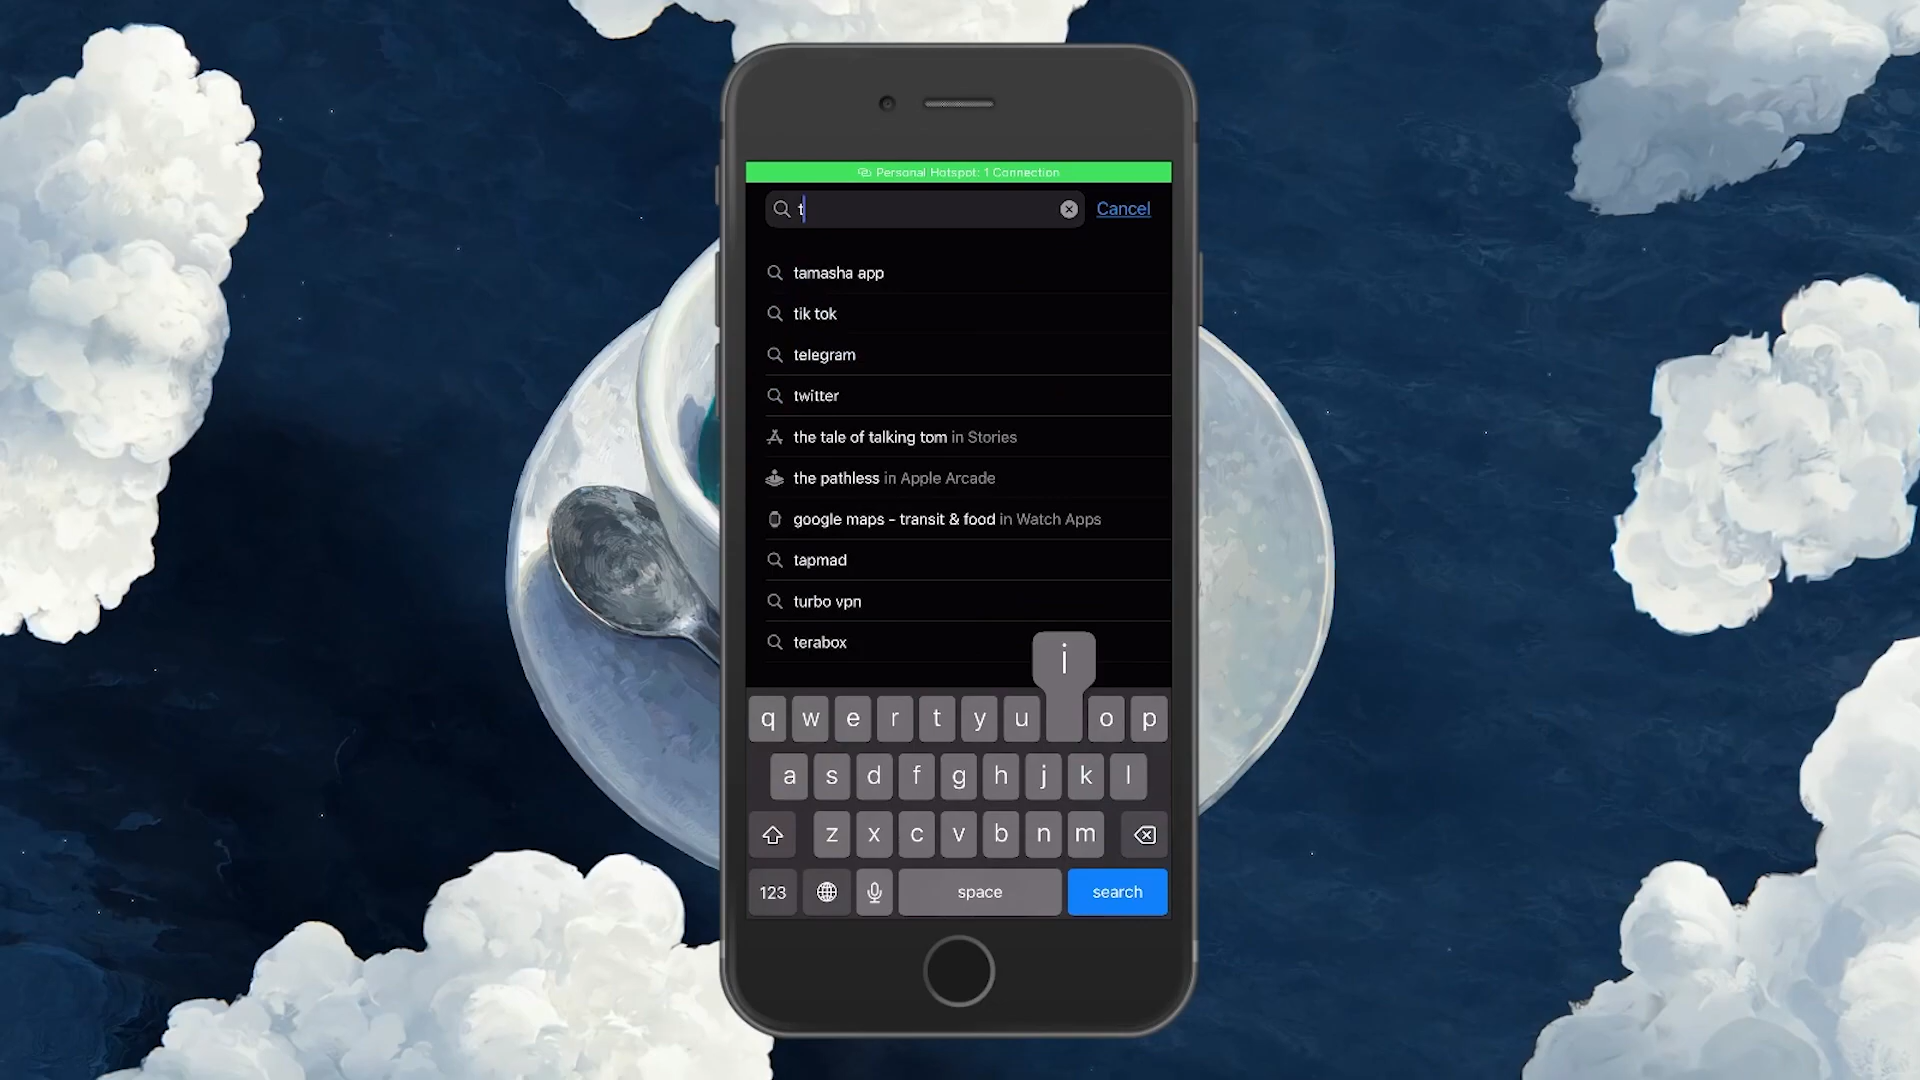 Personal Hotspot: 1 Connection
t
Cancel
tamasha app
tik tok
telegram
twitter
the tale of talking tom in Stories
the pathless in Apple Arcade
google maps - transit & food in Watch Apps
tapmad
turbo vpn
terabox
i
q w e r t y u o p
a s d f g h j k l
z x c v b n m
123 space search